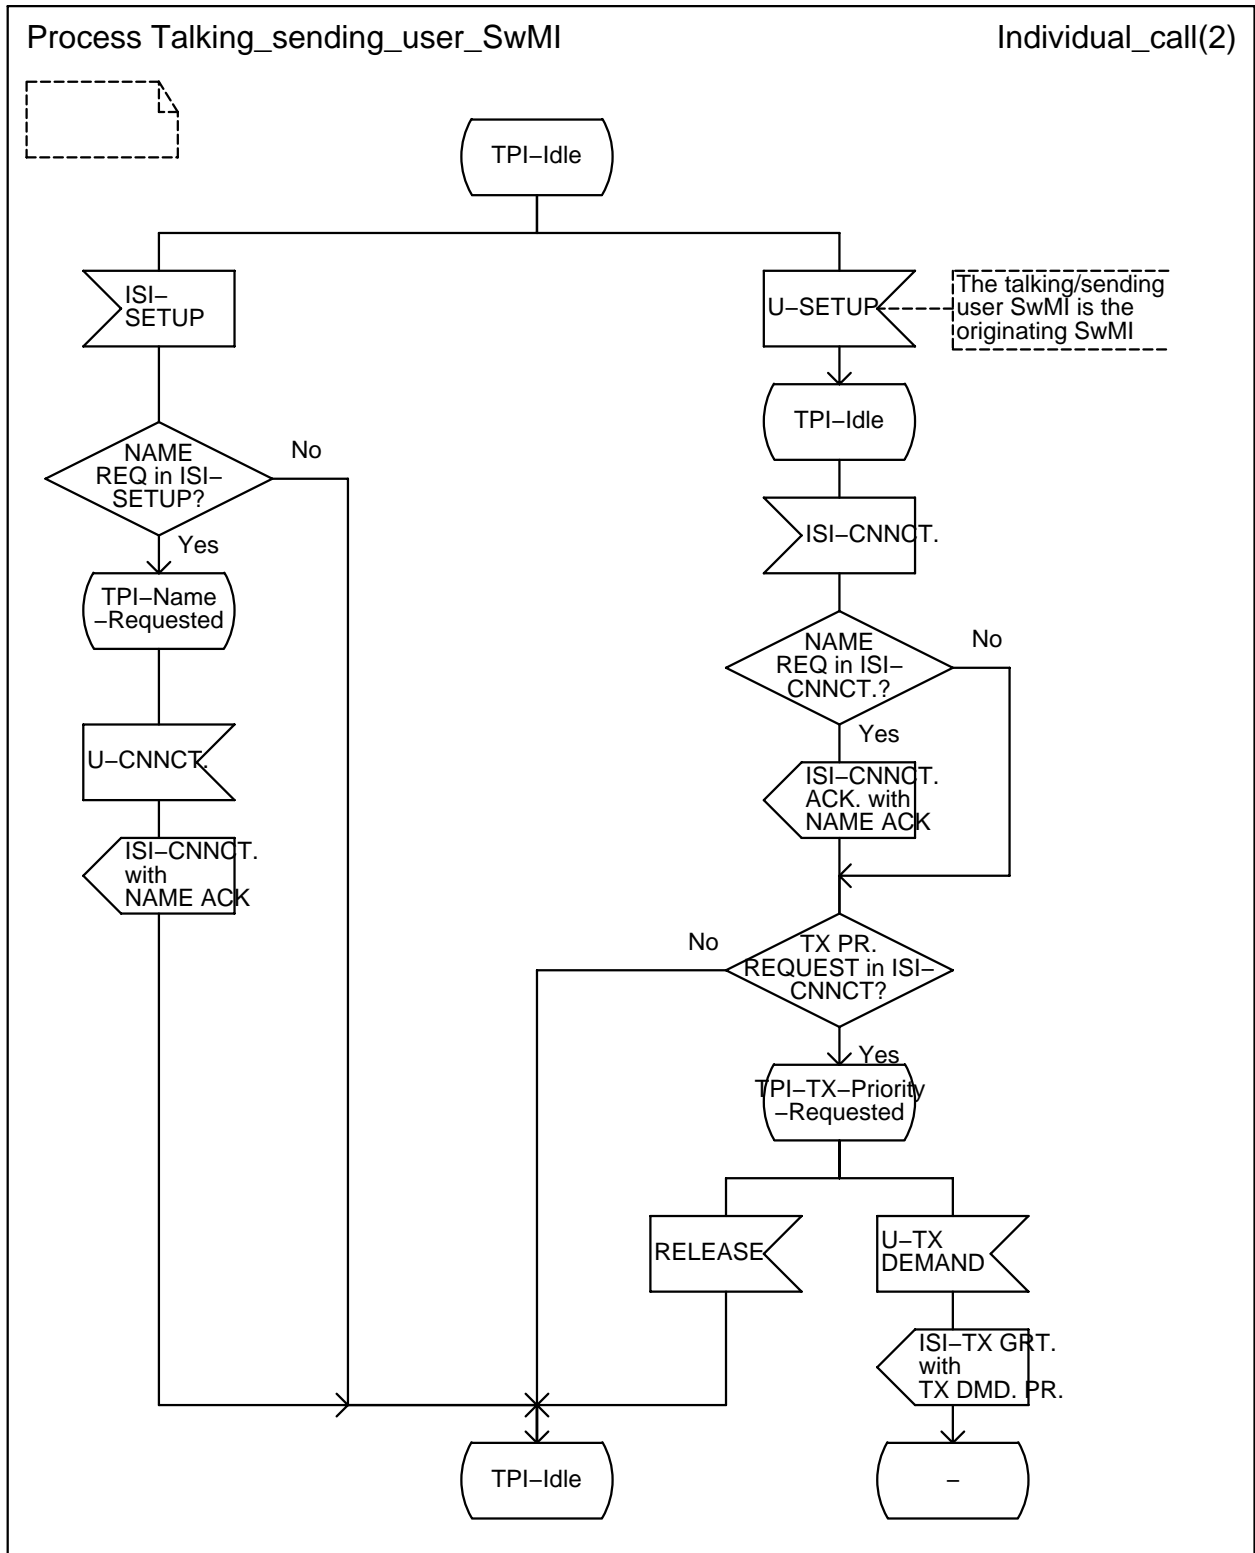 Process Talking_sending_user_SwMI
Individual_call(2)
TPI−Idle
ISI−
SETUP
U−SETUP
The talking/sending
user SwMI is the
originating SwMI
TPI−Idle
NAME
REQ in ISI−
SETUP?
No
Yes
ISI−CNNCT.
TPI−Name
−Requested
NAME
REQ in ISI−
CNNCT.?
No
Yes
U−CNNCT.
ISI−CNNCT.
ACK. with
NAME ACK
ISI−CNNCT.
with
NAME ACK
TX PR.
REQUEST in ISI−
CNNCT?
No
Yes
TPI−TX−Priority
−Requested
RELEASE
U−TX
DEMAND
ISI−TX GRT.
with
TX DMD. PR.
TPI−Idle
−